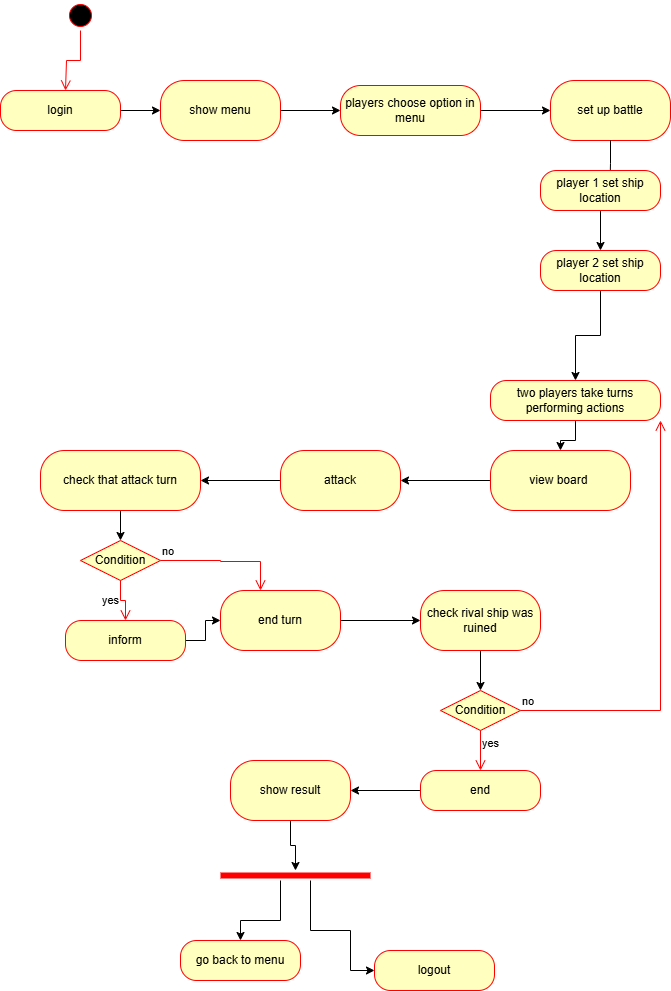 login
show menu
players choose option in
menu
set up battle
player 1 set ship
location
player 2 set ship
location
two players take turns
performing actions
check that attack turn
attack
view board
Condition
no
yes
inform
end turn
check rival ship was
ruined
Condition
no
yes
show result
end
go back to menu
logout